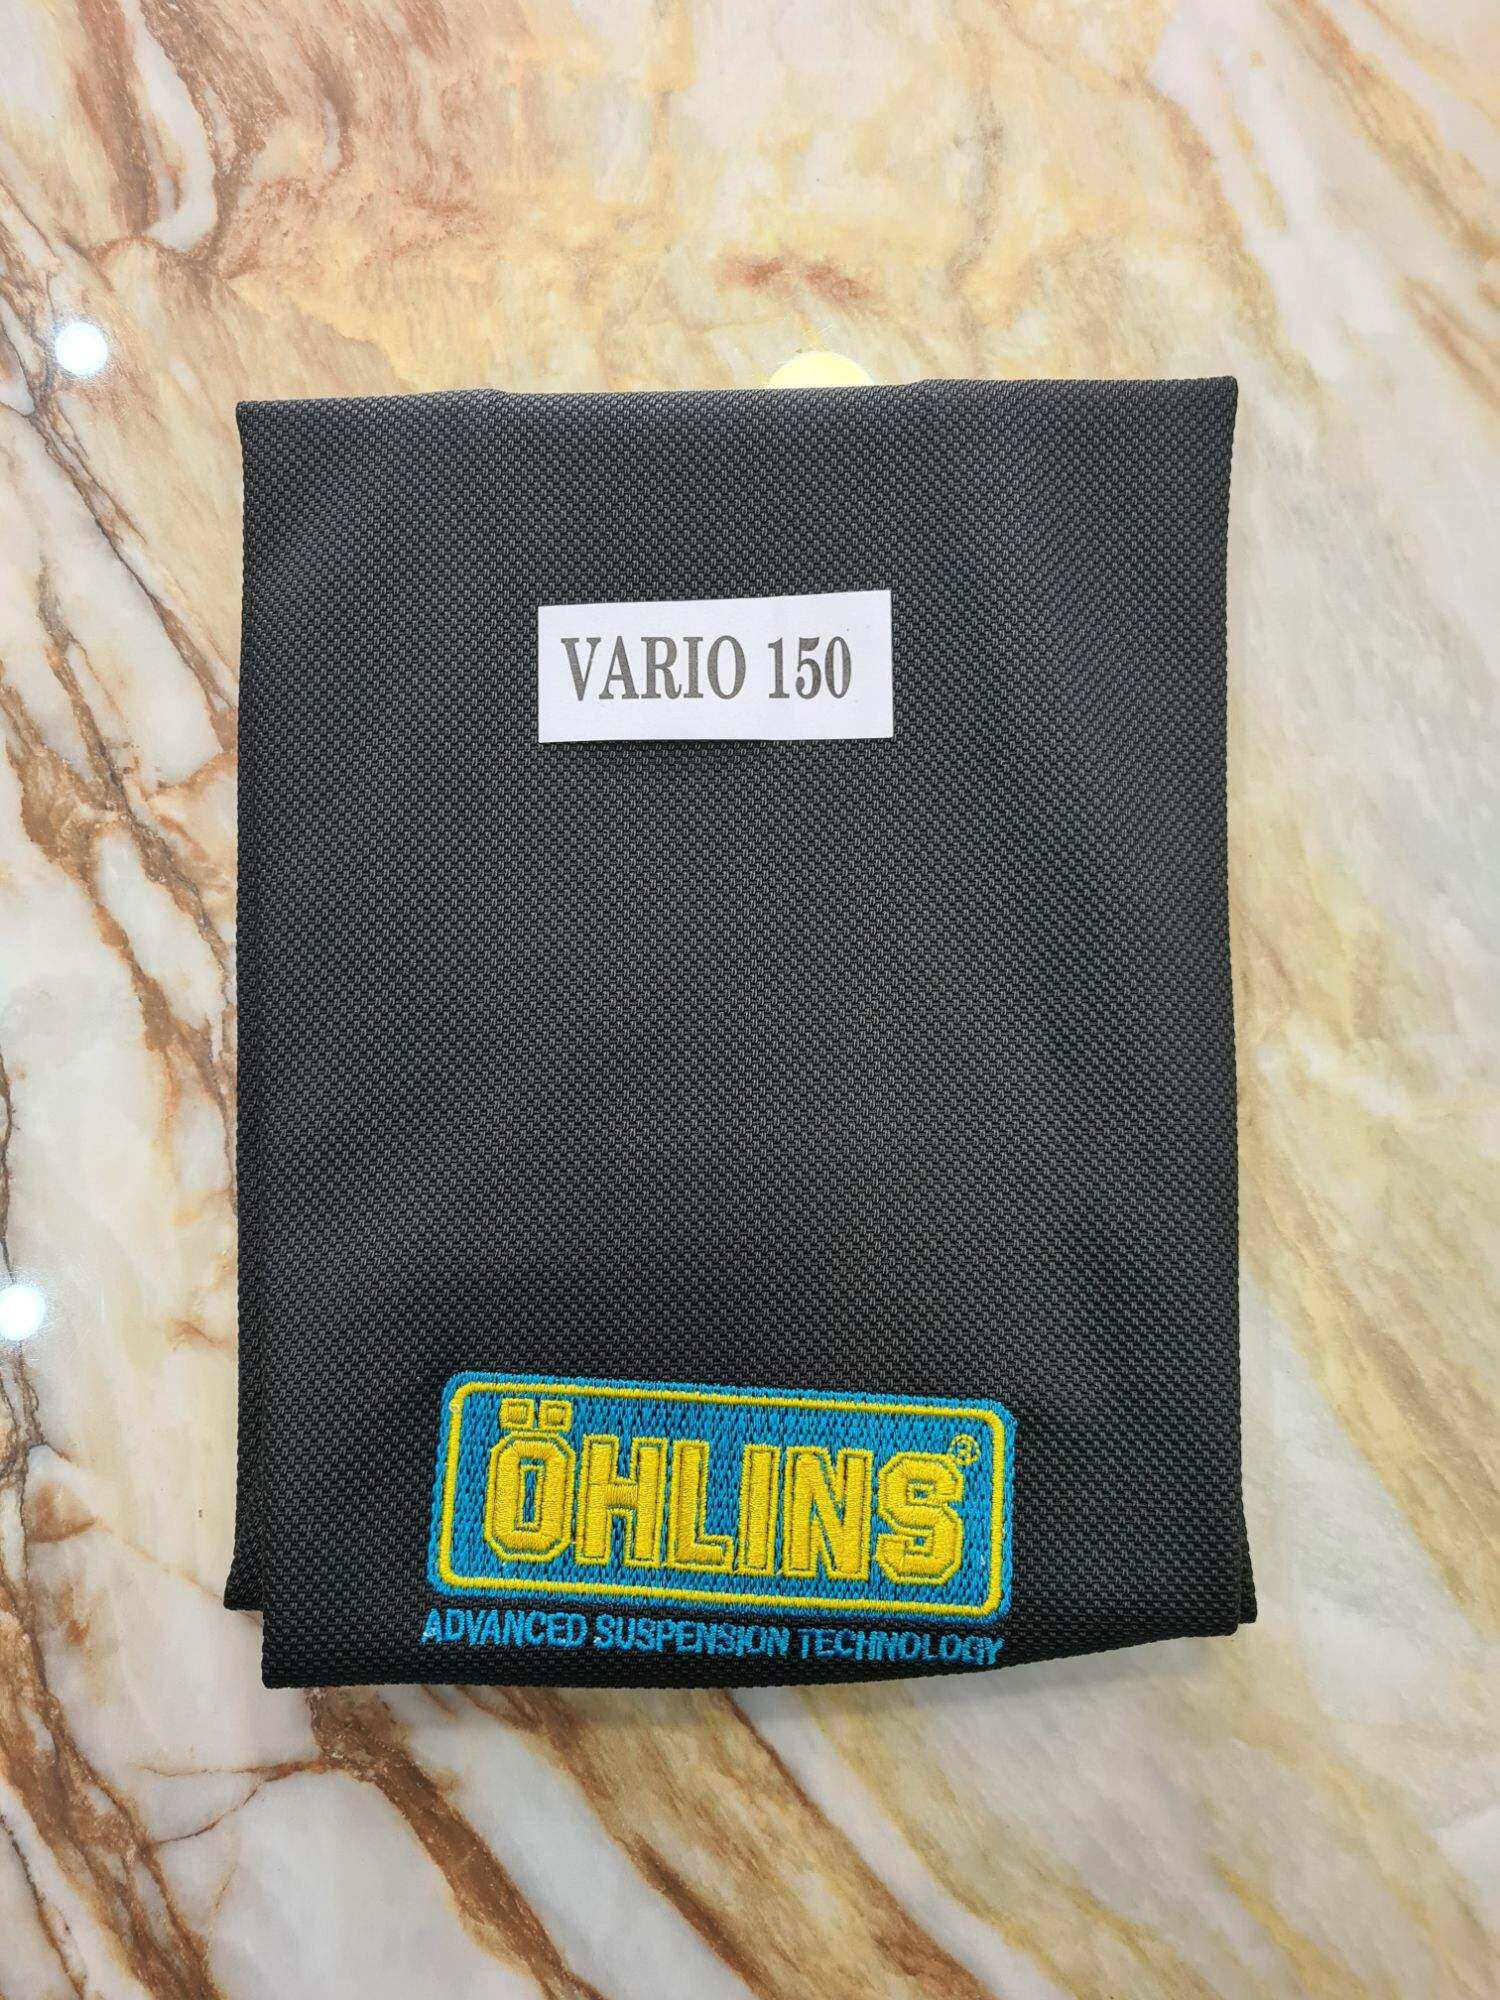 VARIO 150
ÖHLINS®
ADVANCED SUSPENSION TECHNOLOGY